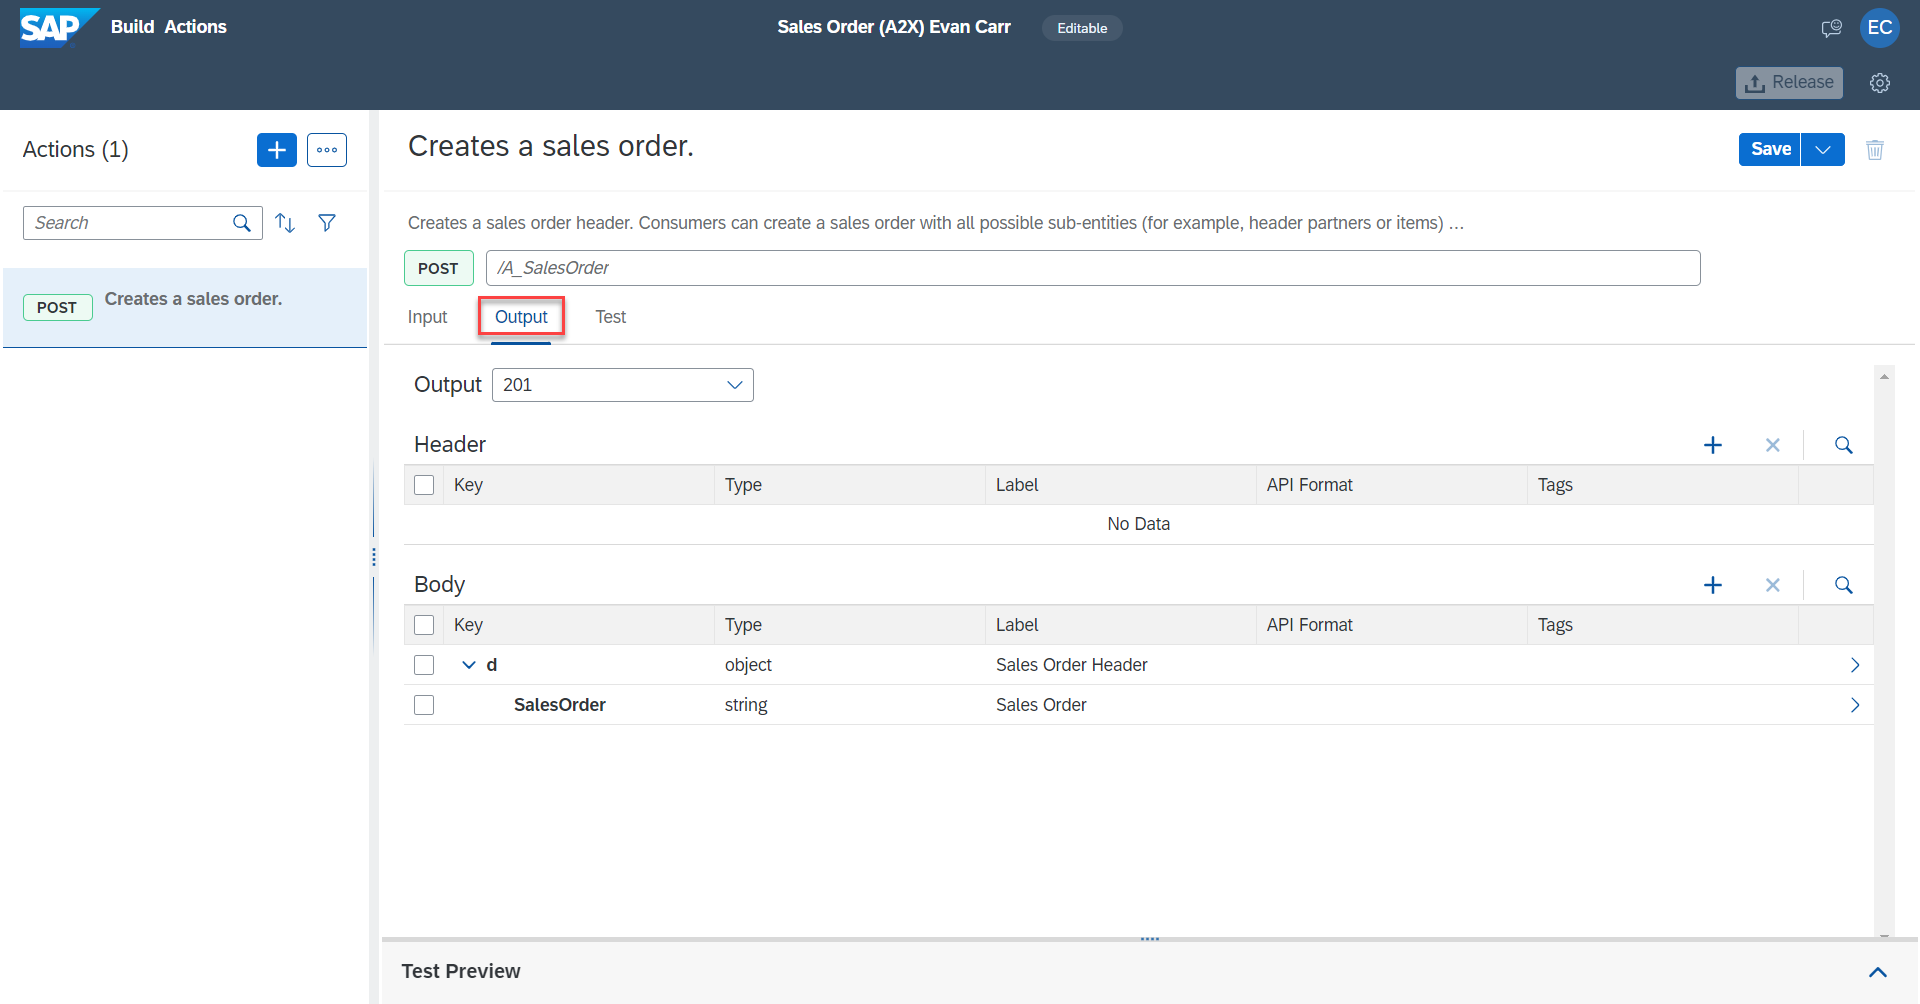 SAP Build Actions
Sales Order (A2X) Evan Carr Editable
EC
Release
Actions (1)
Search
POST Creates a sales order.
Creates a sales order.
Save
Creates a sales order header. Consumers can create a sales order with all possible sub-entities (for example, header partners or items) ...
POST /A_SalesOrder
Input Output Test
Output 201
Header
Key Type Label API Format Tags
No Data
Body
Key Type Label API Format Tags
d object Sales Order Header
SalesOrder string Sales Order
Test Preview